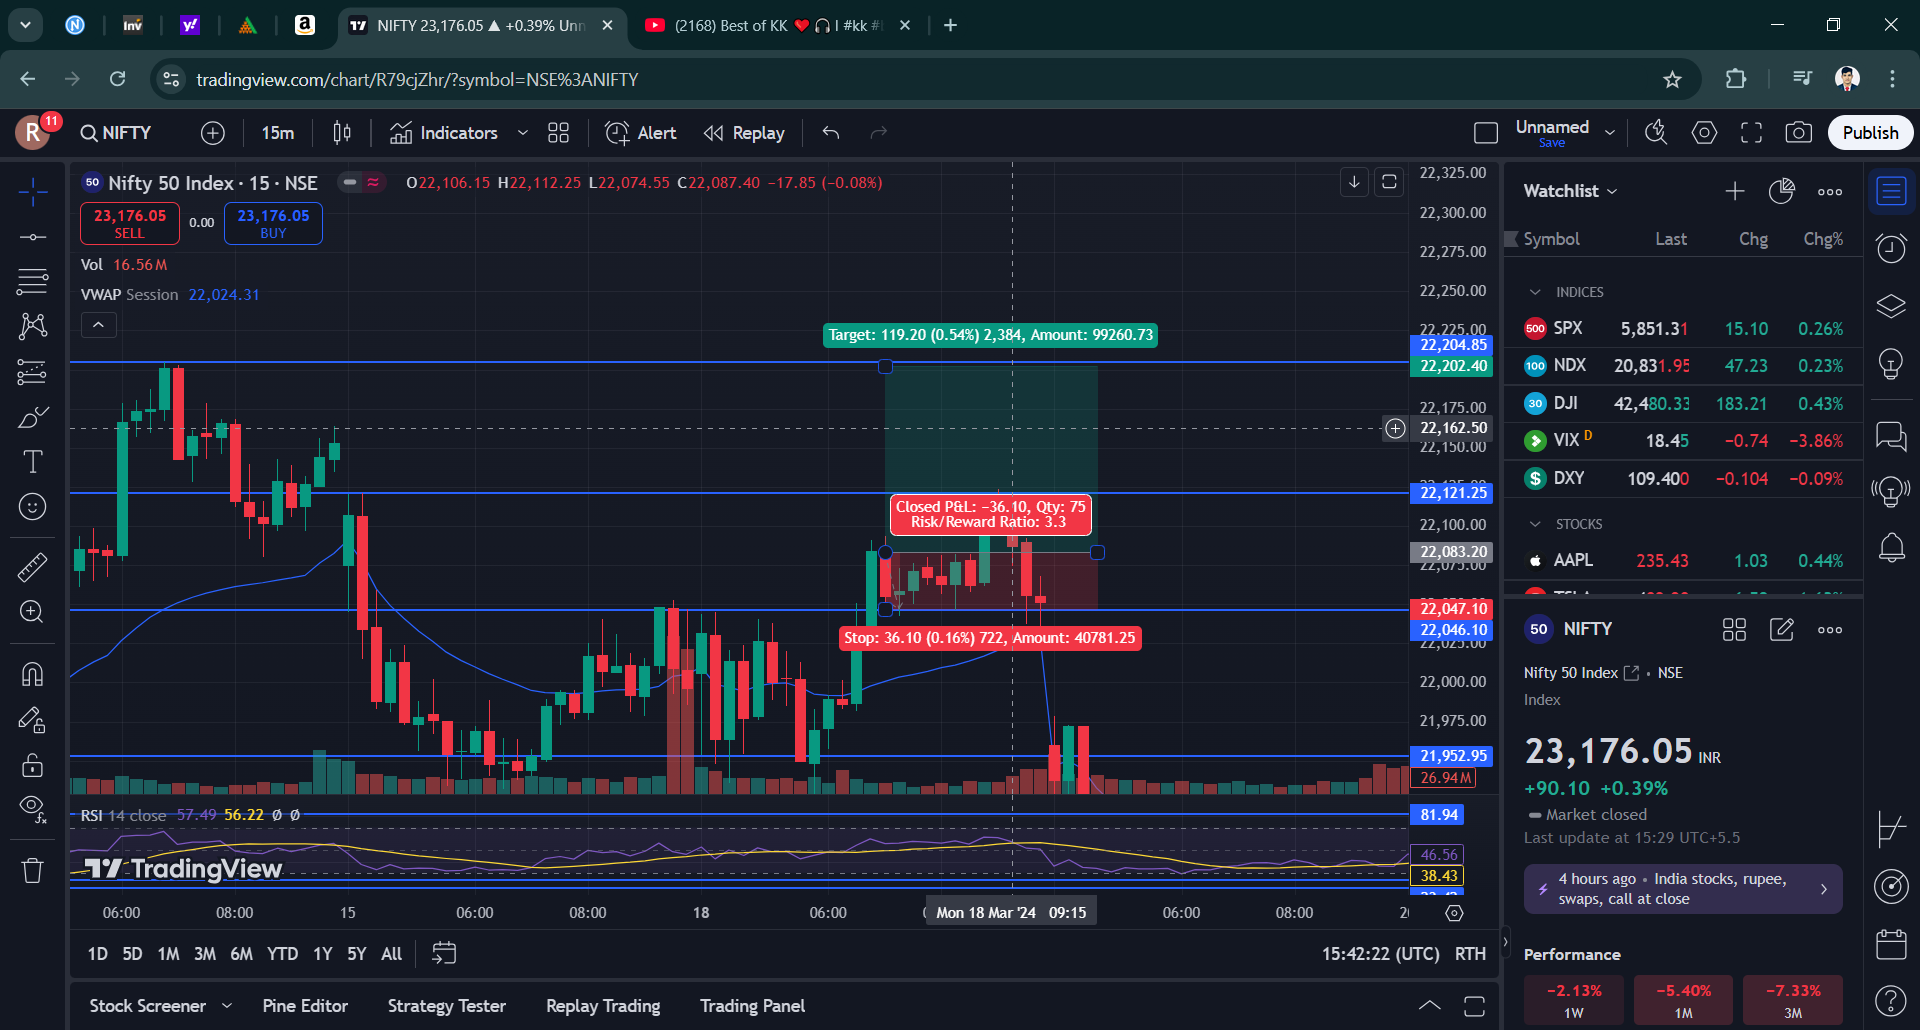 NIFTY 23,176.05 ▲ +0.39% Unn
(2168) Best of KK ❤️🎧 I #kk #
tradingview.com/chart/R79cjZhr/?symbol=NSE%3ANIFTY
R 11
NIFTY
15m
Indicators
Alert
Replay
Unnamed
Save
Publish
50 Nifty 50 Index · 15 · NSE
O22,106.15 H22,112.25 L22,074.55 C22,087.40 −17.85 (−0.08%)
23,176.05
SELL
0.00
23,176.05
BUY
Vol 16.56 M
VWAP Session 22,024.31
Target: 119.20 (0.54%) 2,384, Amount: 99260.73
Closed P&L: −36.10, Qty: 75
Risk/Reward Ratio: 3.3
Stop: 36.10 (0.16%) 722, Amount: 40781.25
22,325.00
22,300.00
22,275.00
22,250.00
22,225.00
22,204.85
22,202.40
22,175.00
22,162.50
22,150.00
22,121.25
22,100.00
22,083.20
22,075.00
22,047.10
22,046.10
22,025.00
22,000.00
21,975.00
21,952.95
26.94 M
RSI 14 close 57.49 56.22 Ø Ø
81.94
46.56
38.43
TradingView
06:00
08:00
15
06:00
08:00
18
06:00
Mon 18 Mar '24 09:15
06:00
08:00
1D 5D 1M 3M 6M YTD 1Y 5Y All
15:42:22 (UTC) RTH
Stock Screener
Pine Editor
Strategy Tester
Replay Trading
Trading Panel
Watchlist
Symbol Last Chg Chg%
INDICES
500 SPX 5,851.31 15.10 0.26%
100 NDX 20,831.95 47.23 0.23%
30 DJI 42,480.33 183.21 0.43%
VIX D 18.45 −0.74 −3.86%
$ DXY 109.400 −0.104 −0.09%
STOCKS
AAPL 235.43 1.03 0.44%
50 NIFTY
Nifty 50 Index • NSE
Index
23,176.05 INR
+90.10 +0.39%
Market closed
Last update at 15:29 UTC+5.5
4 hours ago • India stocks, rupee,
swaps, call at close
Performance
−2.13%
1W
−5.40%
1M
−7.33%
3M